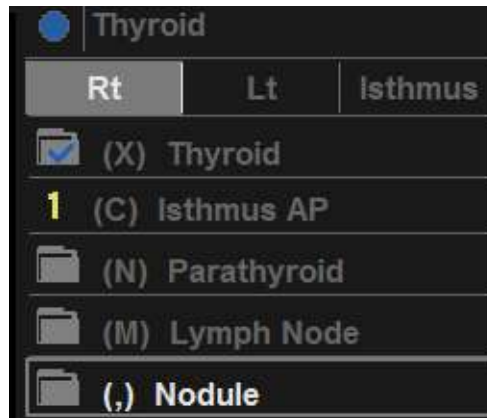 Thyroid
Rt Lt Isthmus
(X) Thyroid
1 (C) Isthmus AP
(N) Parathyroid
(M) Lymph Node
(,) Nodule